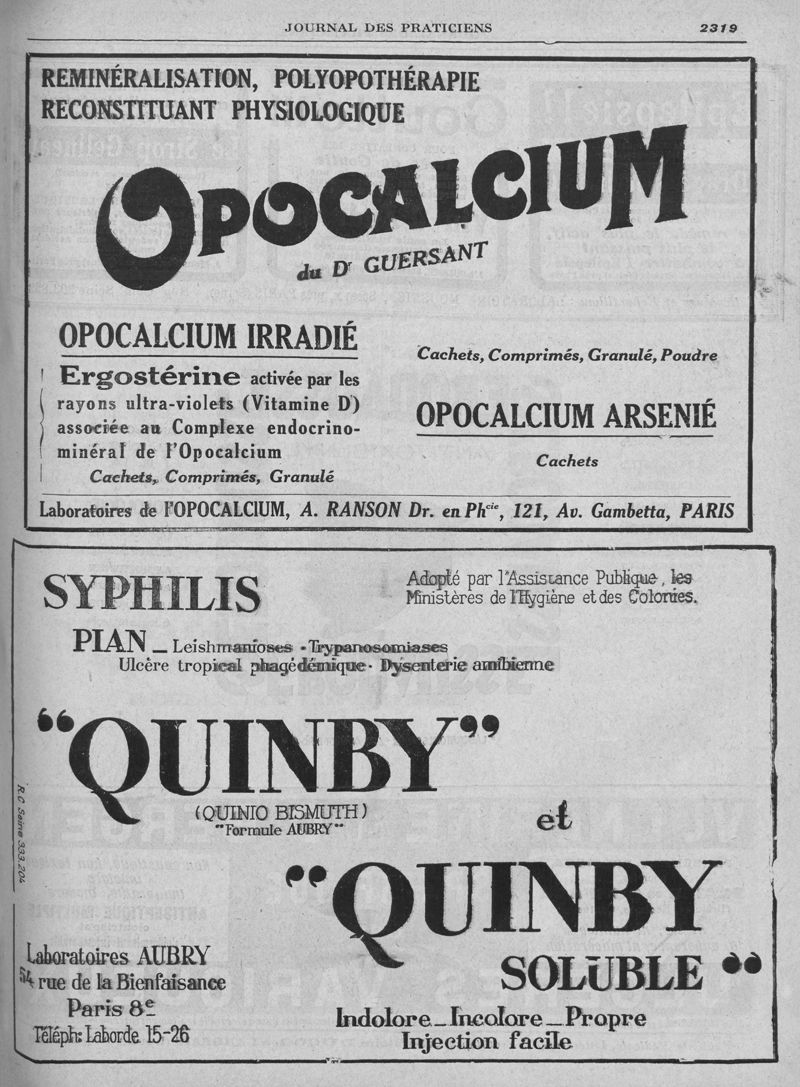 JOURNAL DES PRATICIENS 2319
REMINÉRALISATION, POLYOPOTHÉRAPIE
RECONSTITUANT PHYSIOLOGIQUE
OPOCALCIUM
du Dr GUERSANT
OPOCALCIUM IRRADIÉ
Ergostérine activée par les
rayons ultra-violets (Vitamine D)
associée au Complexe endocrino-
minéral de l'Opocalcium
Cachets, Comprimés, Granulé
Cachets, Comprimés, Granulé, Poudre
OPOCALCIUM ARSENIÉ
Cachets
Laboratoires de l'OPOCALCIUM, A. RANSON Dr. en Phcie, 121, Av. Gambetta, PARIS
SYPHILIS
Adopté par l'Assistance Publique, les
Ministères de l'Hygiène et des Colonies.
PIAN _ Leishmanioses - Trypanosomiases
Ulcère tropical phagédémique - Dysenterie amibienne
"QUINBY"
(QUINIO BISMUTH)
"Formule AUBRY"
et
"QUINBY
SOLUBLE"
R.C Seine 333.204
Laboratoires AUBRY
54 rue de la Bienfaisance
Paris 8e
Téléph: Laborde 15-26
Indolore _ Incolore _ Propre
Injection facile